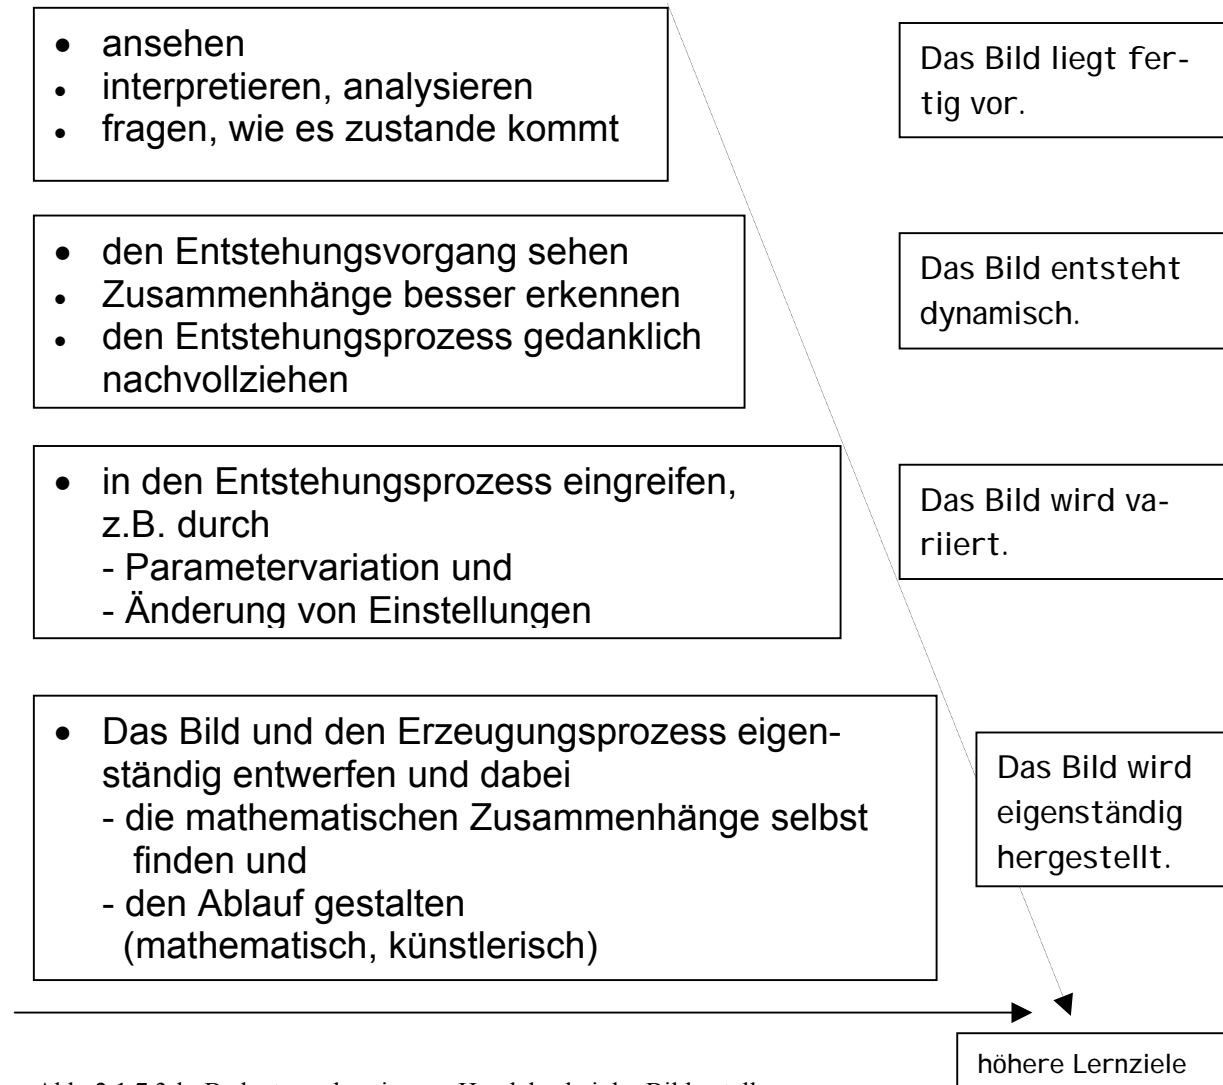 • ansehen
• interpretieren, analysieren
• fragen, wie es zustande kommt
Das Bild liegt fer-
tig vor.
• den Entstehungsvorgang sehen
• Zusammenhänge besser erkennen
• den Entstehungsprozess gedanklich
nachvollziehen
Das Bild entsteht
dynamisch.
• in den Entstehungsprozess eingreifen,
z.B. durch
- Parametervariation und
- Änderung von Einstellungen
Das Bild wird va-
riiert.
• Das Bild und den Erzeugungsprozess eigen-
ständig entwerfen und dabei
- die mathematischen Zusammenhänge selbst
finden und
- den Ablauf gestalten
(mathematisch, künstlerisch)
Das Bild wird
eigenständig
hergestellt.
höhere Lernziele